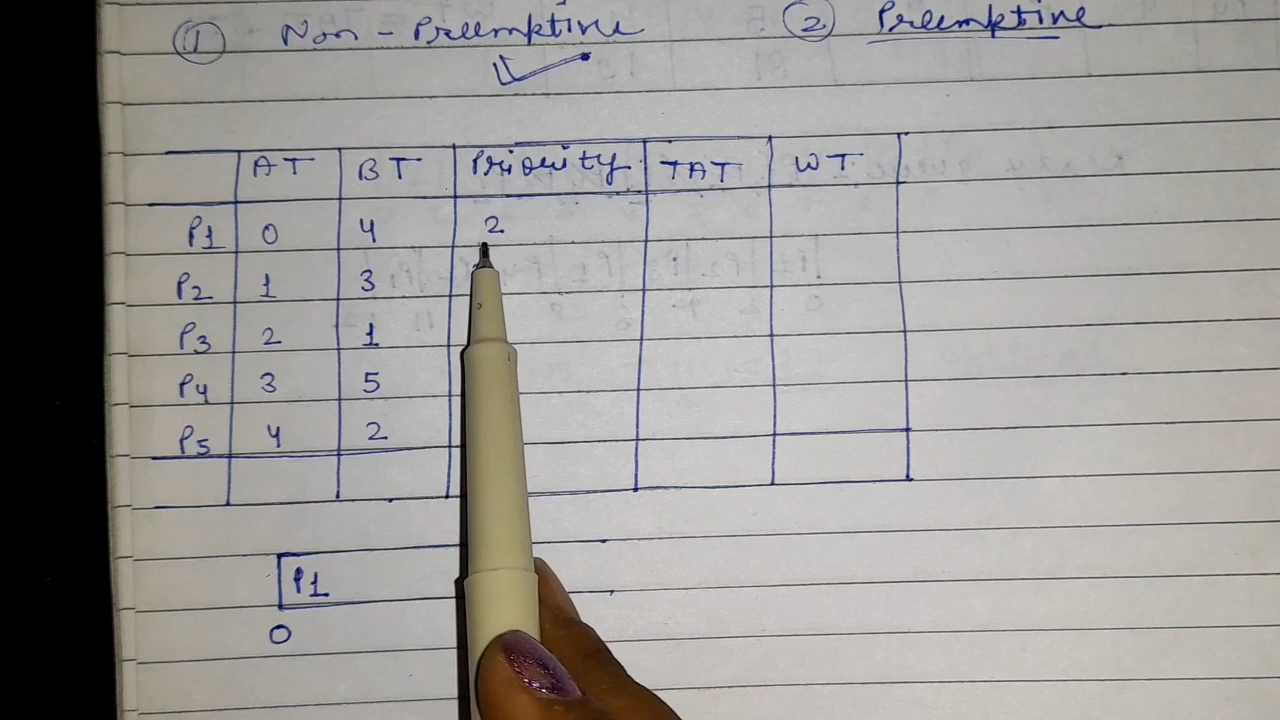 ① Non - Preemptive ② Preemptive
AT BT Priority TAT WT
P1 0 4 2
P2 1 3
P3 2 1
P4 3 5
P5 4 2
P1
0